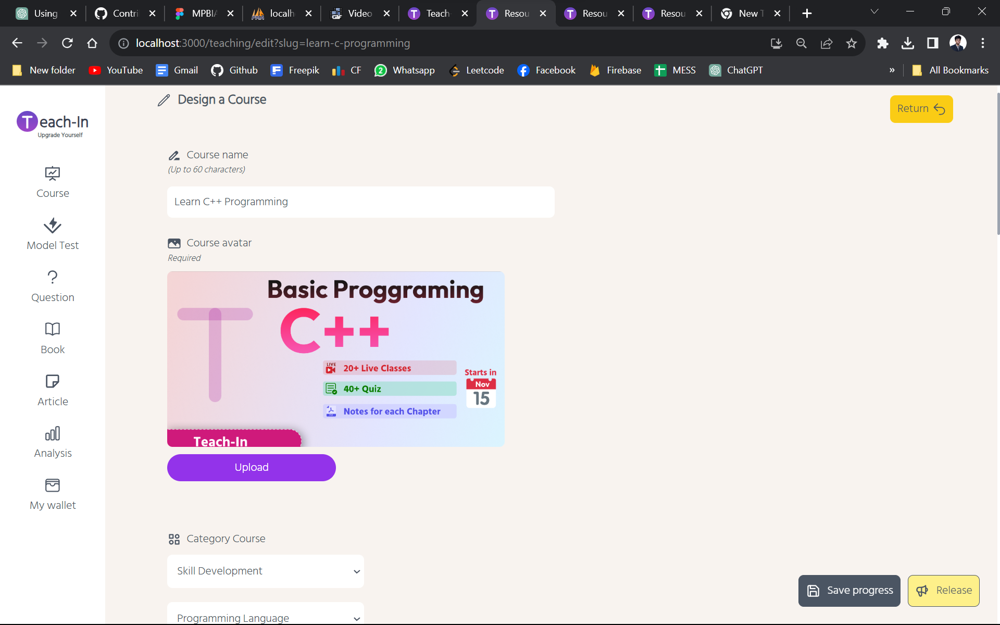 Using
Contri
MPBIA
localh
Video
Teach-
Resou
Resou
Resou
New T
localhost:3000/teaching/edit?slug=learn-c-programming
New folder
YouTube
Gmail
Github
Freepik
CF
2
Whatsapp
Leetcode
Facebook
Firebase
MESS
ChatGPT
»
All Bookmarks
Teach-In
Upgrade Yourself
Course
Model Test
Question
Book
Article
Analysis
My wallet
Design a Course
Return
Course name
(Up to 60 characters)
Learn C++ Programming
Course avatar
Required
Basic Proggraming
T
C++
LIVE
20+ Live Classes
40+ Quiz
Notes for each Chapter
Starts in
Nov
15
Teach-In
Upload
Category Course
Skill Development
Programming Language
Save progress
Release